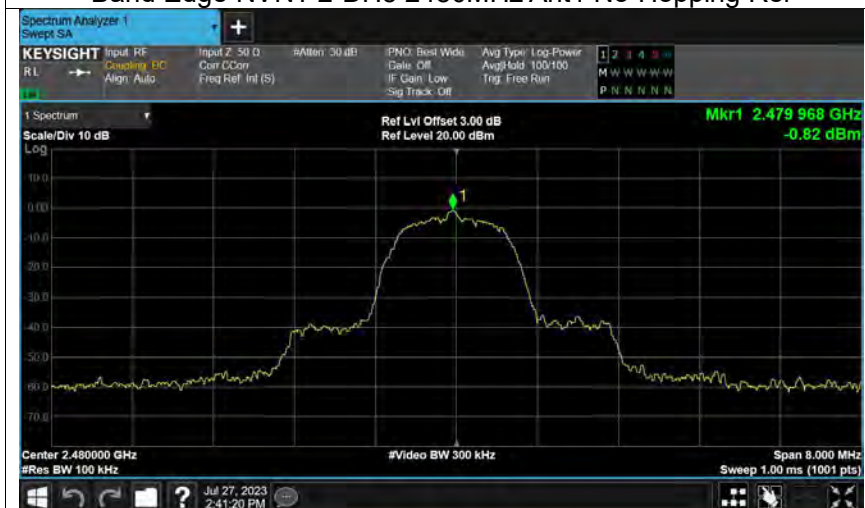 Band Edge NVNT 2-DH5 2480MHz Ant1 No-Hopping Ref
Spectrum Analyzer 1
Swept SA
KEYSIGHT Input: RF Input Z: 50 Ω #Atten: 30 dB PNO: Best Wide Avg Type: Log-Power 1 2 3 4 5 6
RL Coupling: DC Corr CCorr Gate: Off Avg|Hold: 100/100 M W W W W W
Align: Auto Freq Ref: Int (S) IF Gain: Low Trig: Free Run P N N N N N
Sig Track: Off
1 Spectrum Ref Lvl Offset 3.00 dB Mkr1 2.479 968 GHz
Scale/Div 10 dB Ref Level 20.00 dBm -0.82 dBm
Log
10.0
1
0.00
-10.0
-20.0
-30.0
-40.0
-50.0
-60.0
-70.0
Center 2.480000 GHz #Video BW 300 kHz Span 8.000 MHz
#Res BW 100 kHz Sweep 1.00 ms (1001 pts)
? Jul 27, 2023
2:41:20 PM